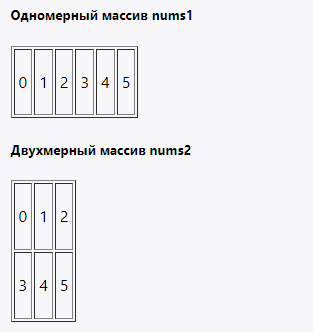 Одномерный массив nums1
0 1 2 3 4 5
Двухмерный массив nums2
0 1 2
3 4 5